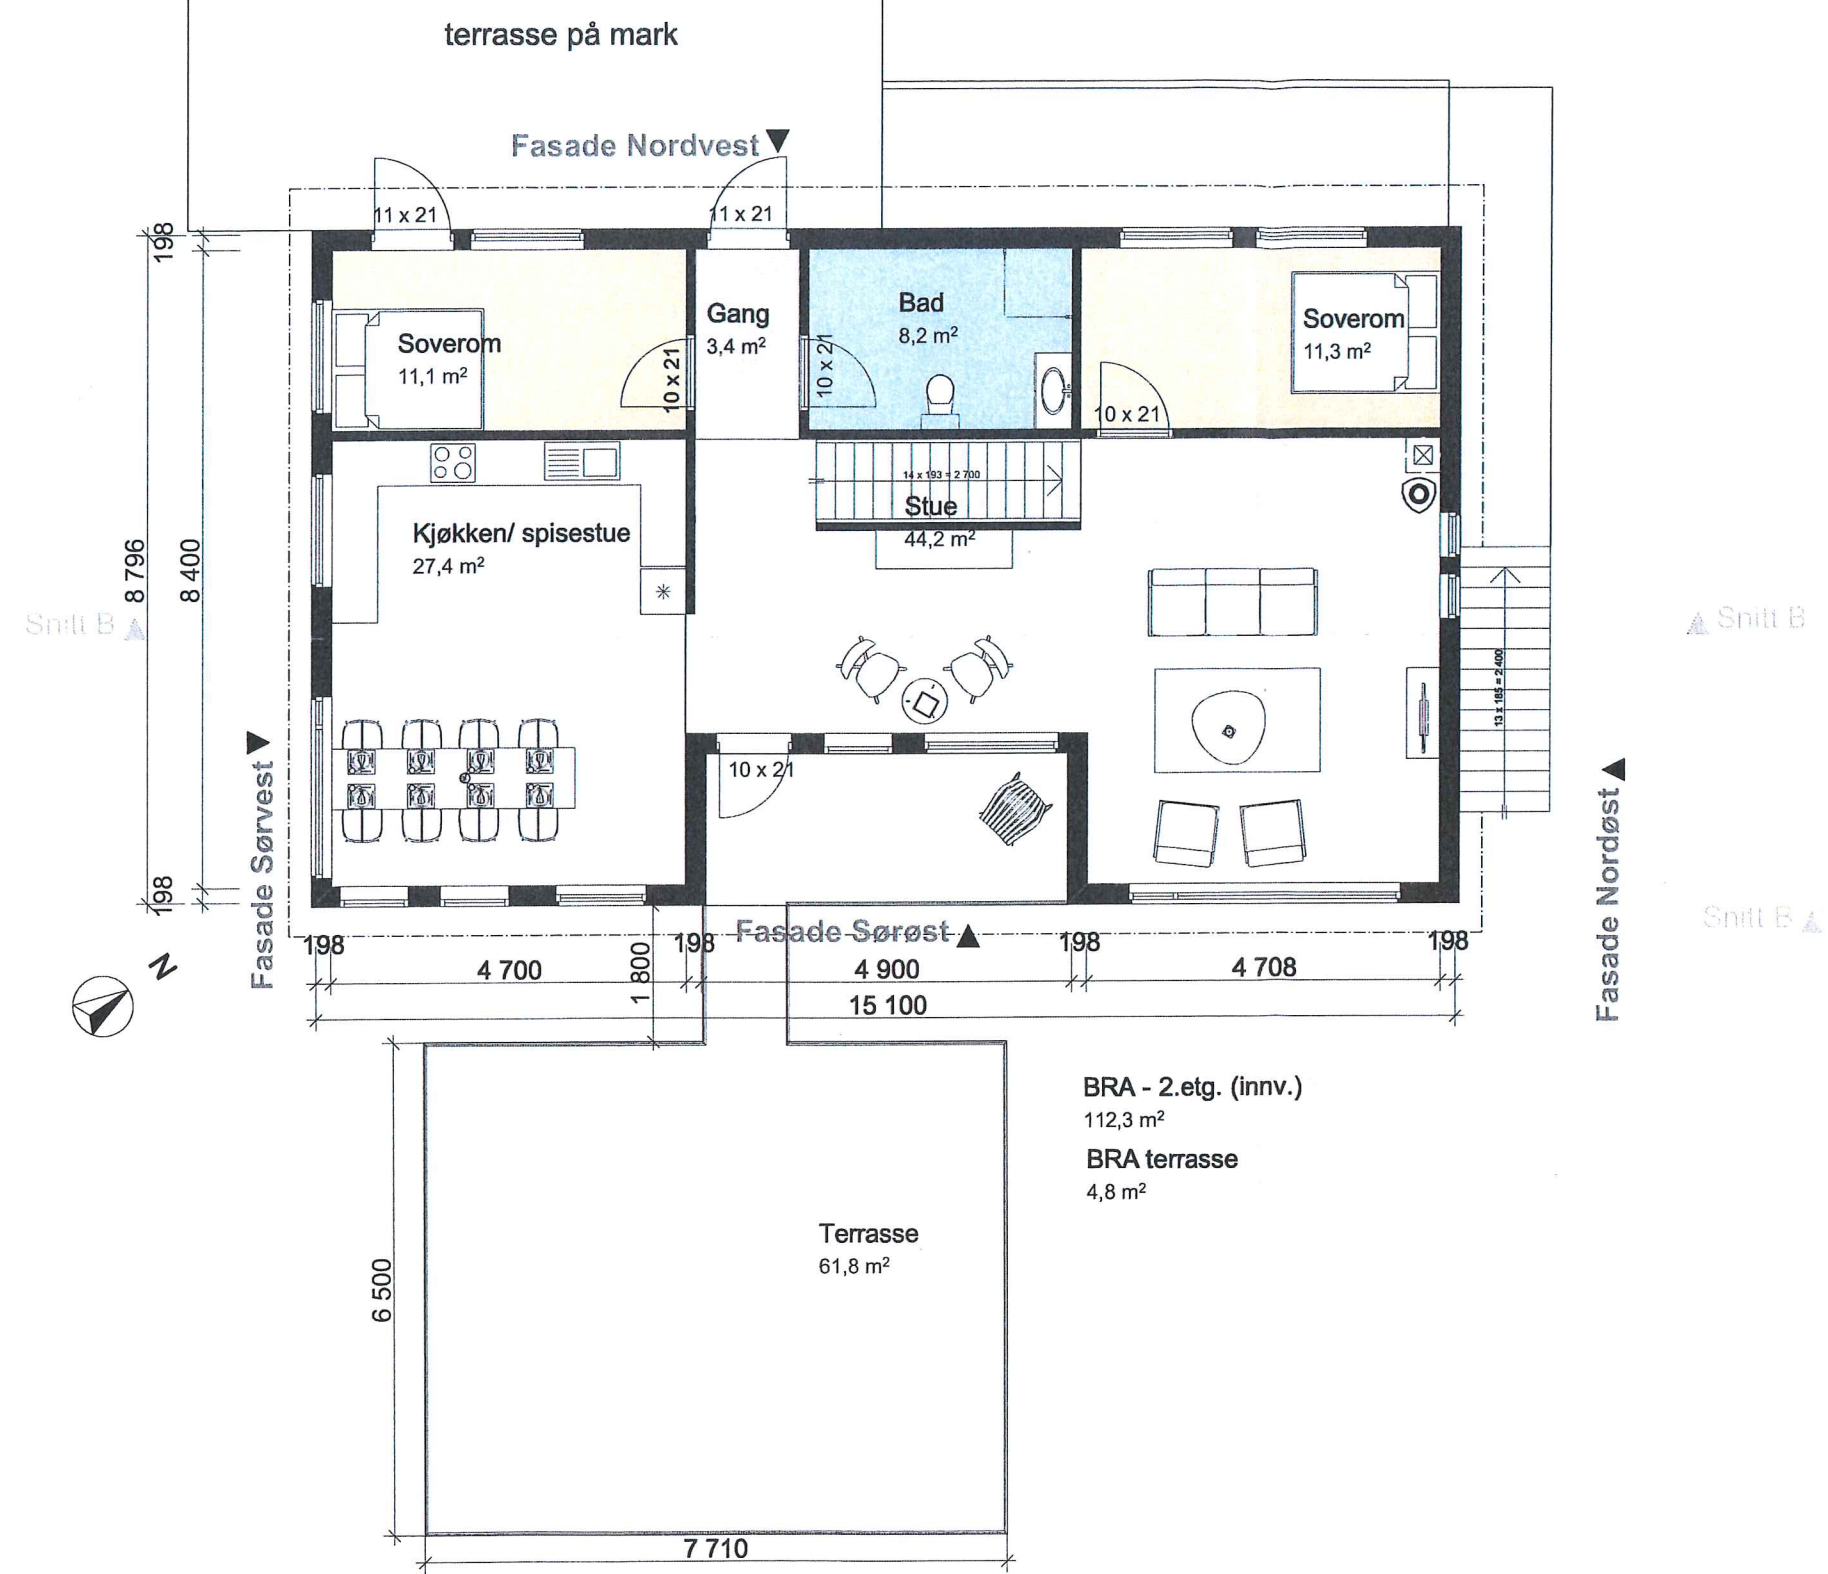 terrasse på mark
Fasade Nordvest
11 x 21
11 x 21
198
Soverom
11,1 m²
10 x 21
Gang
3,4 m²
10 x 21
Bad
8,2 m²
Soverom
11,3 m²
10 x 21
14 x 193 = 2 700
Stue
44,2 m²
Kjøkken/ spisestue
27,4 m²
8 796
8 400
Snitt B
Snitt B
13 x 185 = 2 400
10 x 21
Fasade Sørvest
Fasade Nordøst
198
Snitt B
Fasade Sørøst
198
198
198
198
N
4 700
1 800
4 900
4 708
15 100
BRA - 2.etg. (innv.)
112,3 m²
BRA terrasse
4,8 m²
Terrasse
61,8 m²
6 500
7 710